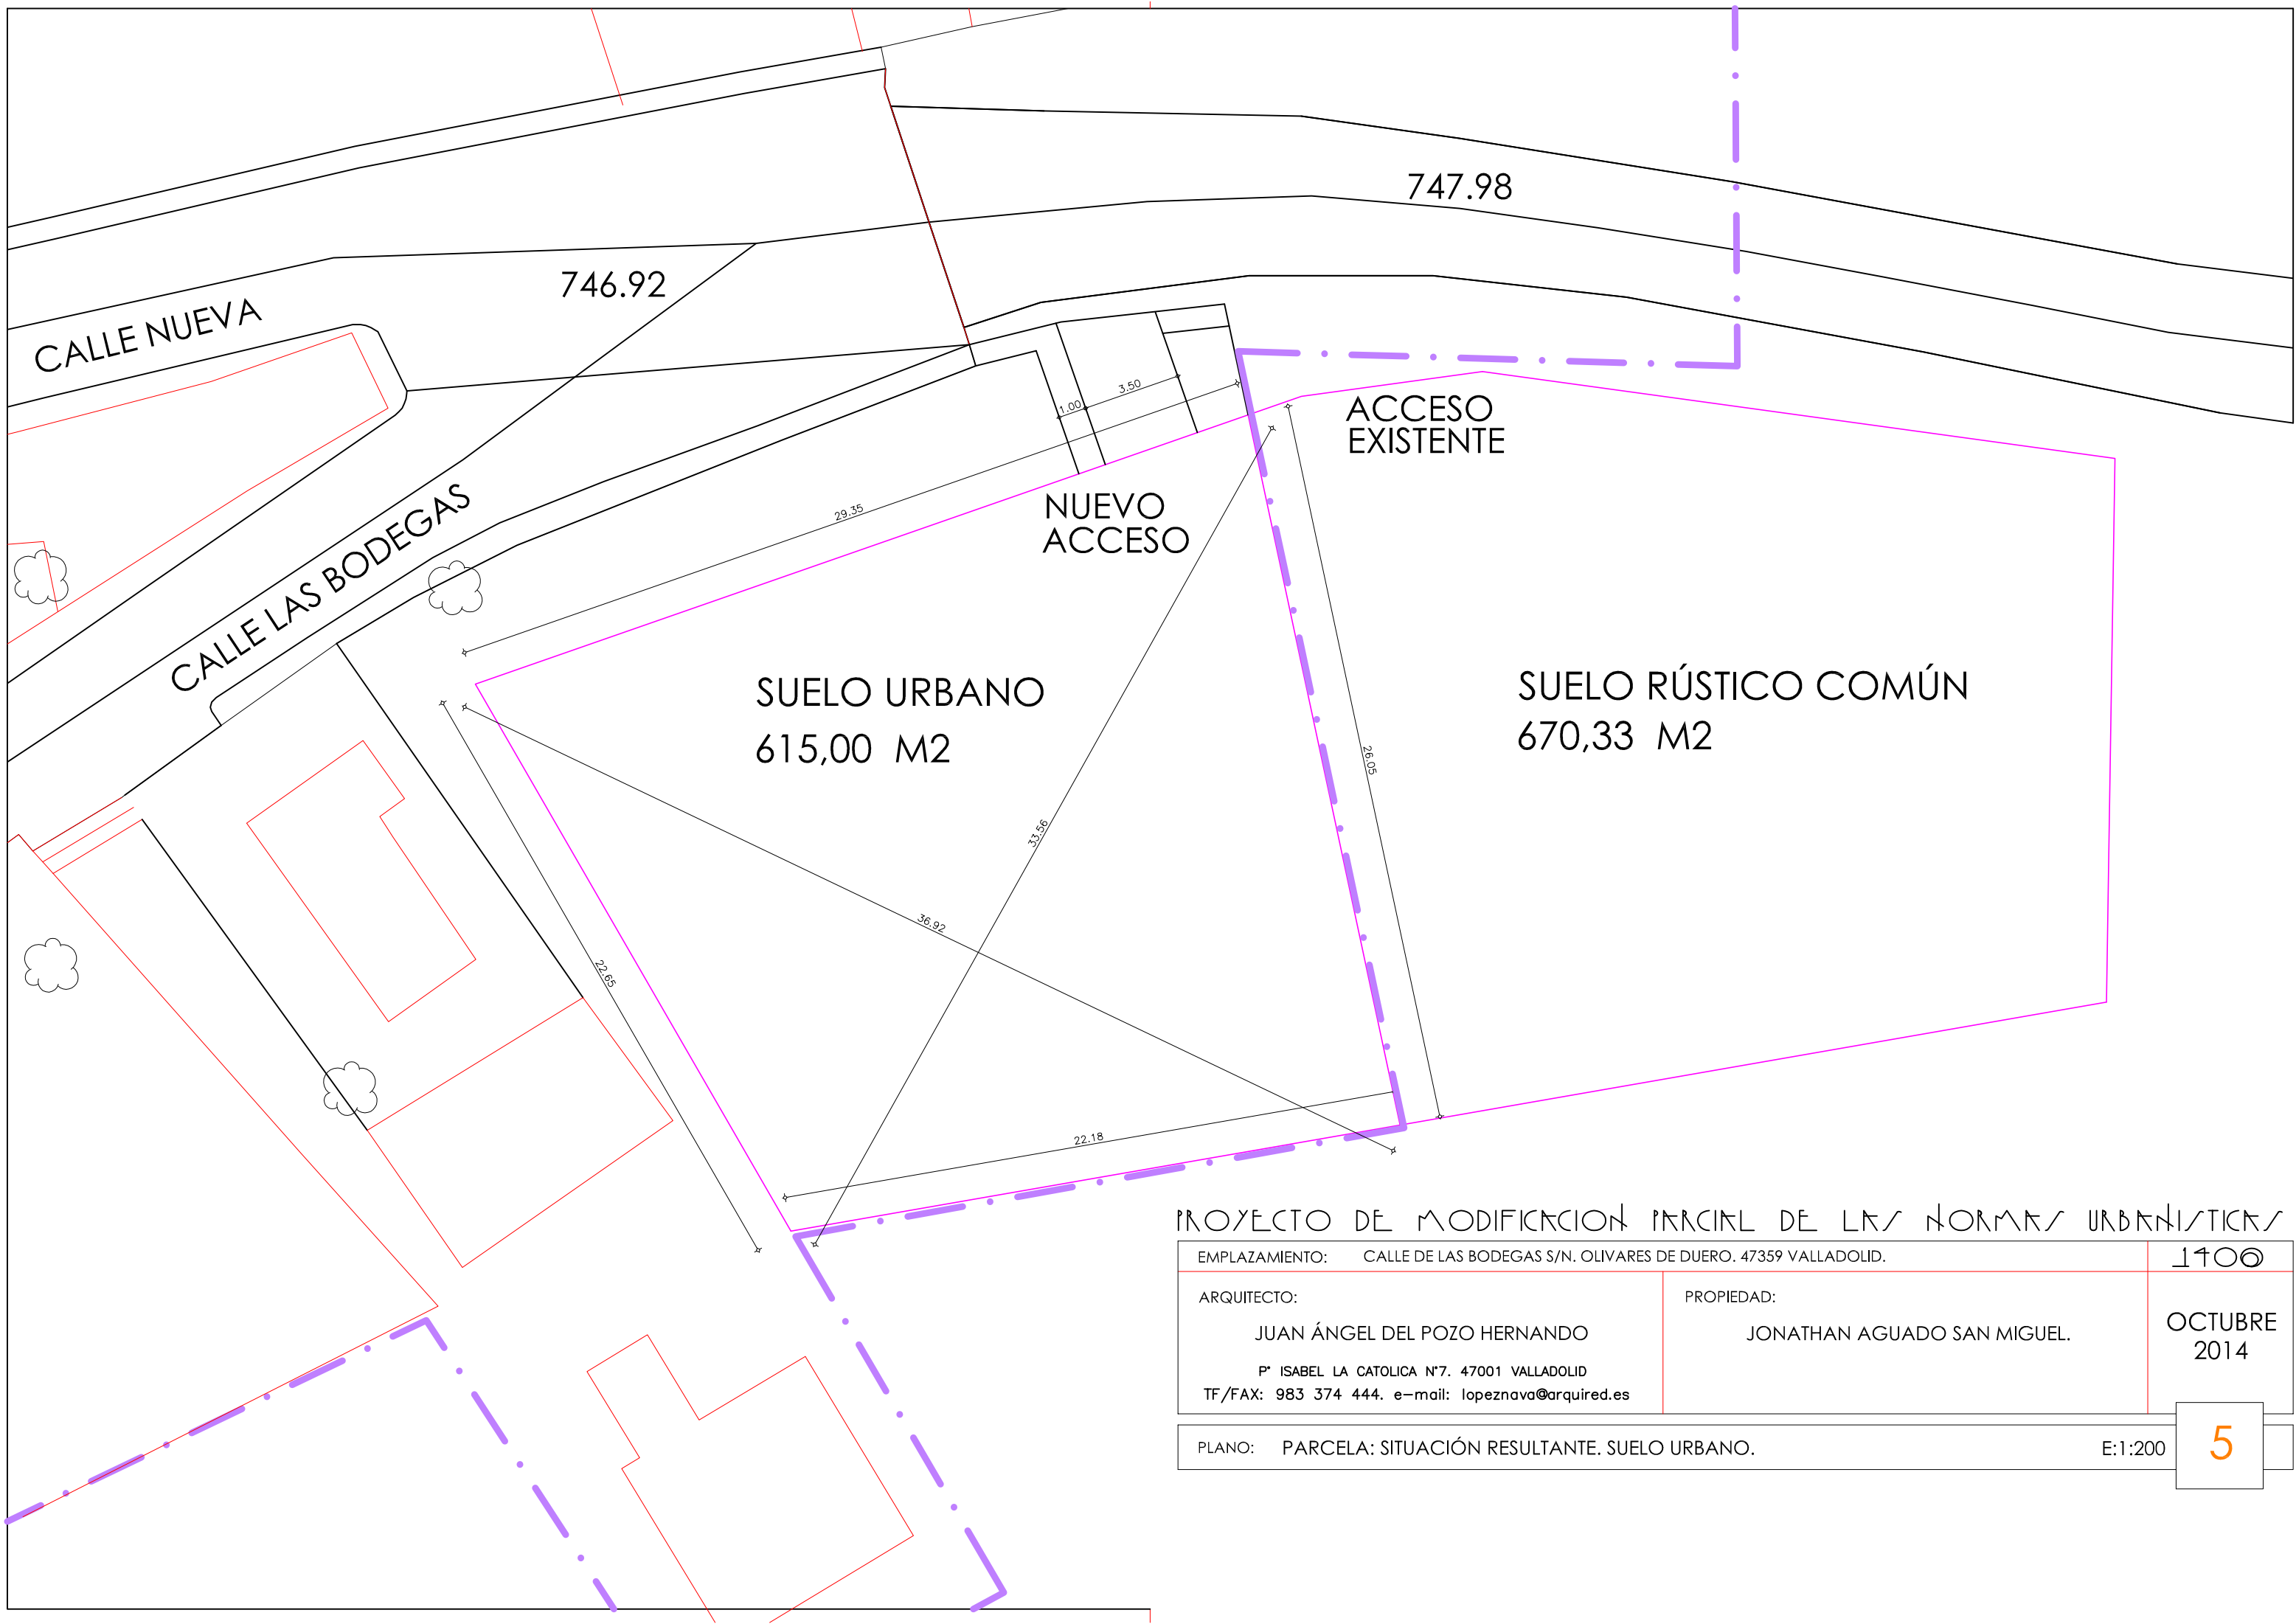 747.98
746.92
CALLE NUEVA
3.50
1.00
ACCESO
EXISTENTE
29.35
NUEVO
ACCESO
CALLE LAS BODEGAS
SUELO URBANO
615,00 M2
SUELO RÚSTICO COMÚN
670,33 M2
26.05
33.56
36.92
22.65
22.18
PROYECTO DE MODIFICACION PARCIAL DE LAS NORMAS URBANISTICAS
EMPLAZAMIENTO: CALLE DE LAS BODEGAS S/N. OLIVARES DE DUERO. 47359 VALLADOLID.
1406
ARQUITECTO:
JUAN ÁNGEL DEL POZO HERNANDO
Pº ISABEL LA CATOLICA Nº7. 47001 VALLADOLID
TF/FAX: 983 374 444. e-mail: lopeznava@arquired.es
PROPIEDAD:
JONATHAN AGUADO SAN MIGUEL.
OCTUBRE
2014
PLANO: PARCELA: SITUACIÓN RESULTANTE. SUELO URBANO.
E:1:200
5